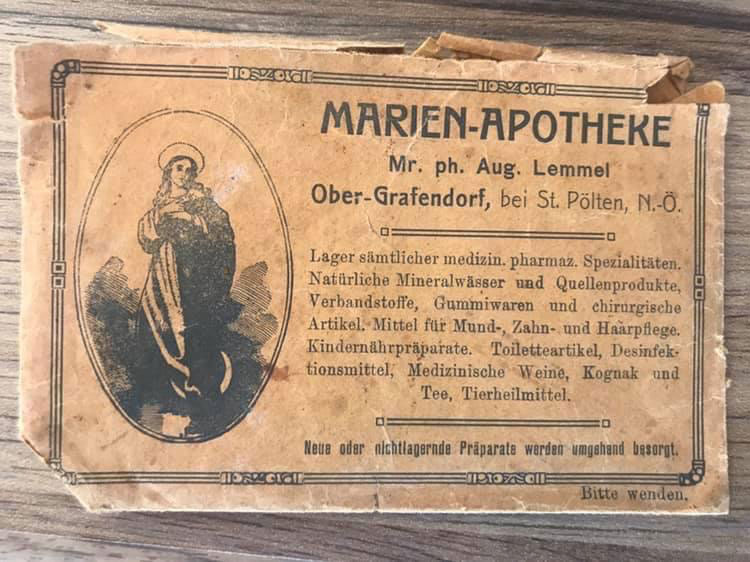 MARIEN-APOTHEKE
Mr. ph. Aug. Lemmel
Ober-Grafendorf, bei St. Pölten, N.-Ö.
Lager sämtlicher medizin. pharmaz. Spezialitäten.
Natürliche Mineralwässer und Quellenprodukte,
Verbandstoffe, Gummiwaren und chirurgische
Artikel. Mittel für Mund-, Zahn- und Haarpflege.
Kindernährpräparate. Toiletteartikel, Desinfek-
tionsmittel, Medizinische Weine, Kognak und
Tee, Tierheilmittel.
Neue oder nichtlagernde Präparate werden umgehend besorgt.
Bitte wenden.